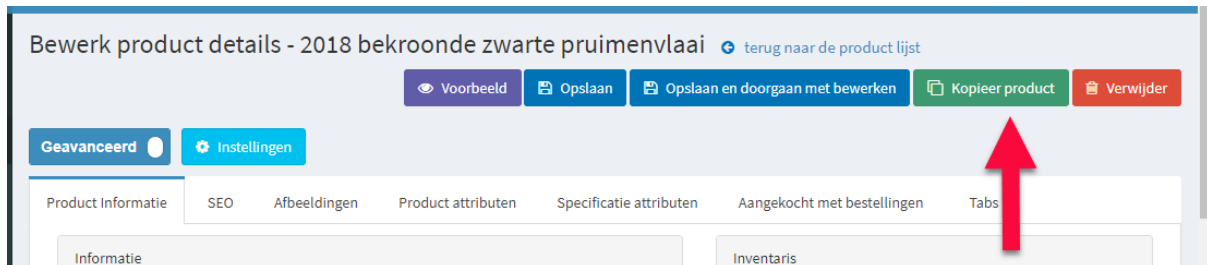 Bewerk product details - 2018 bekroonde zwarte pruimenvlaai terug naar de product lijst
Voorbeeld Opslaan Opslaan en doorgaan met bewerken Kopieer product Verwijder
Geavanceerd Instellingen
Product Informatie SEO Afbeeldingen Product attributen Specificatie attributen Aangekocht met bestellingen Tabs
Informatie Inventaris